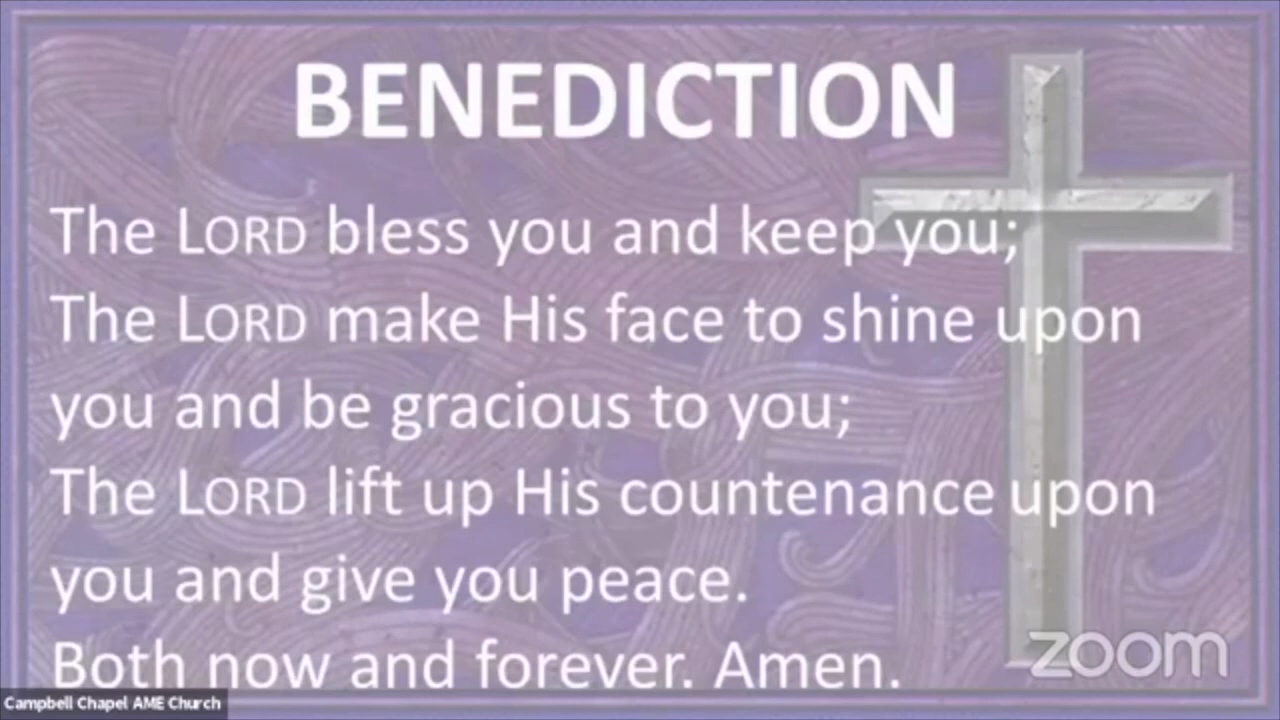 BENEDICTION
The LORD bless you and keep you;
The LORD make His face to shine upon
you and be gracious to you;
The LORD lift up His countenance upon
you and give you peace.
Both now and forever. Amen.
zoom
Campbell Chapel AME Church